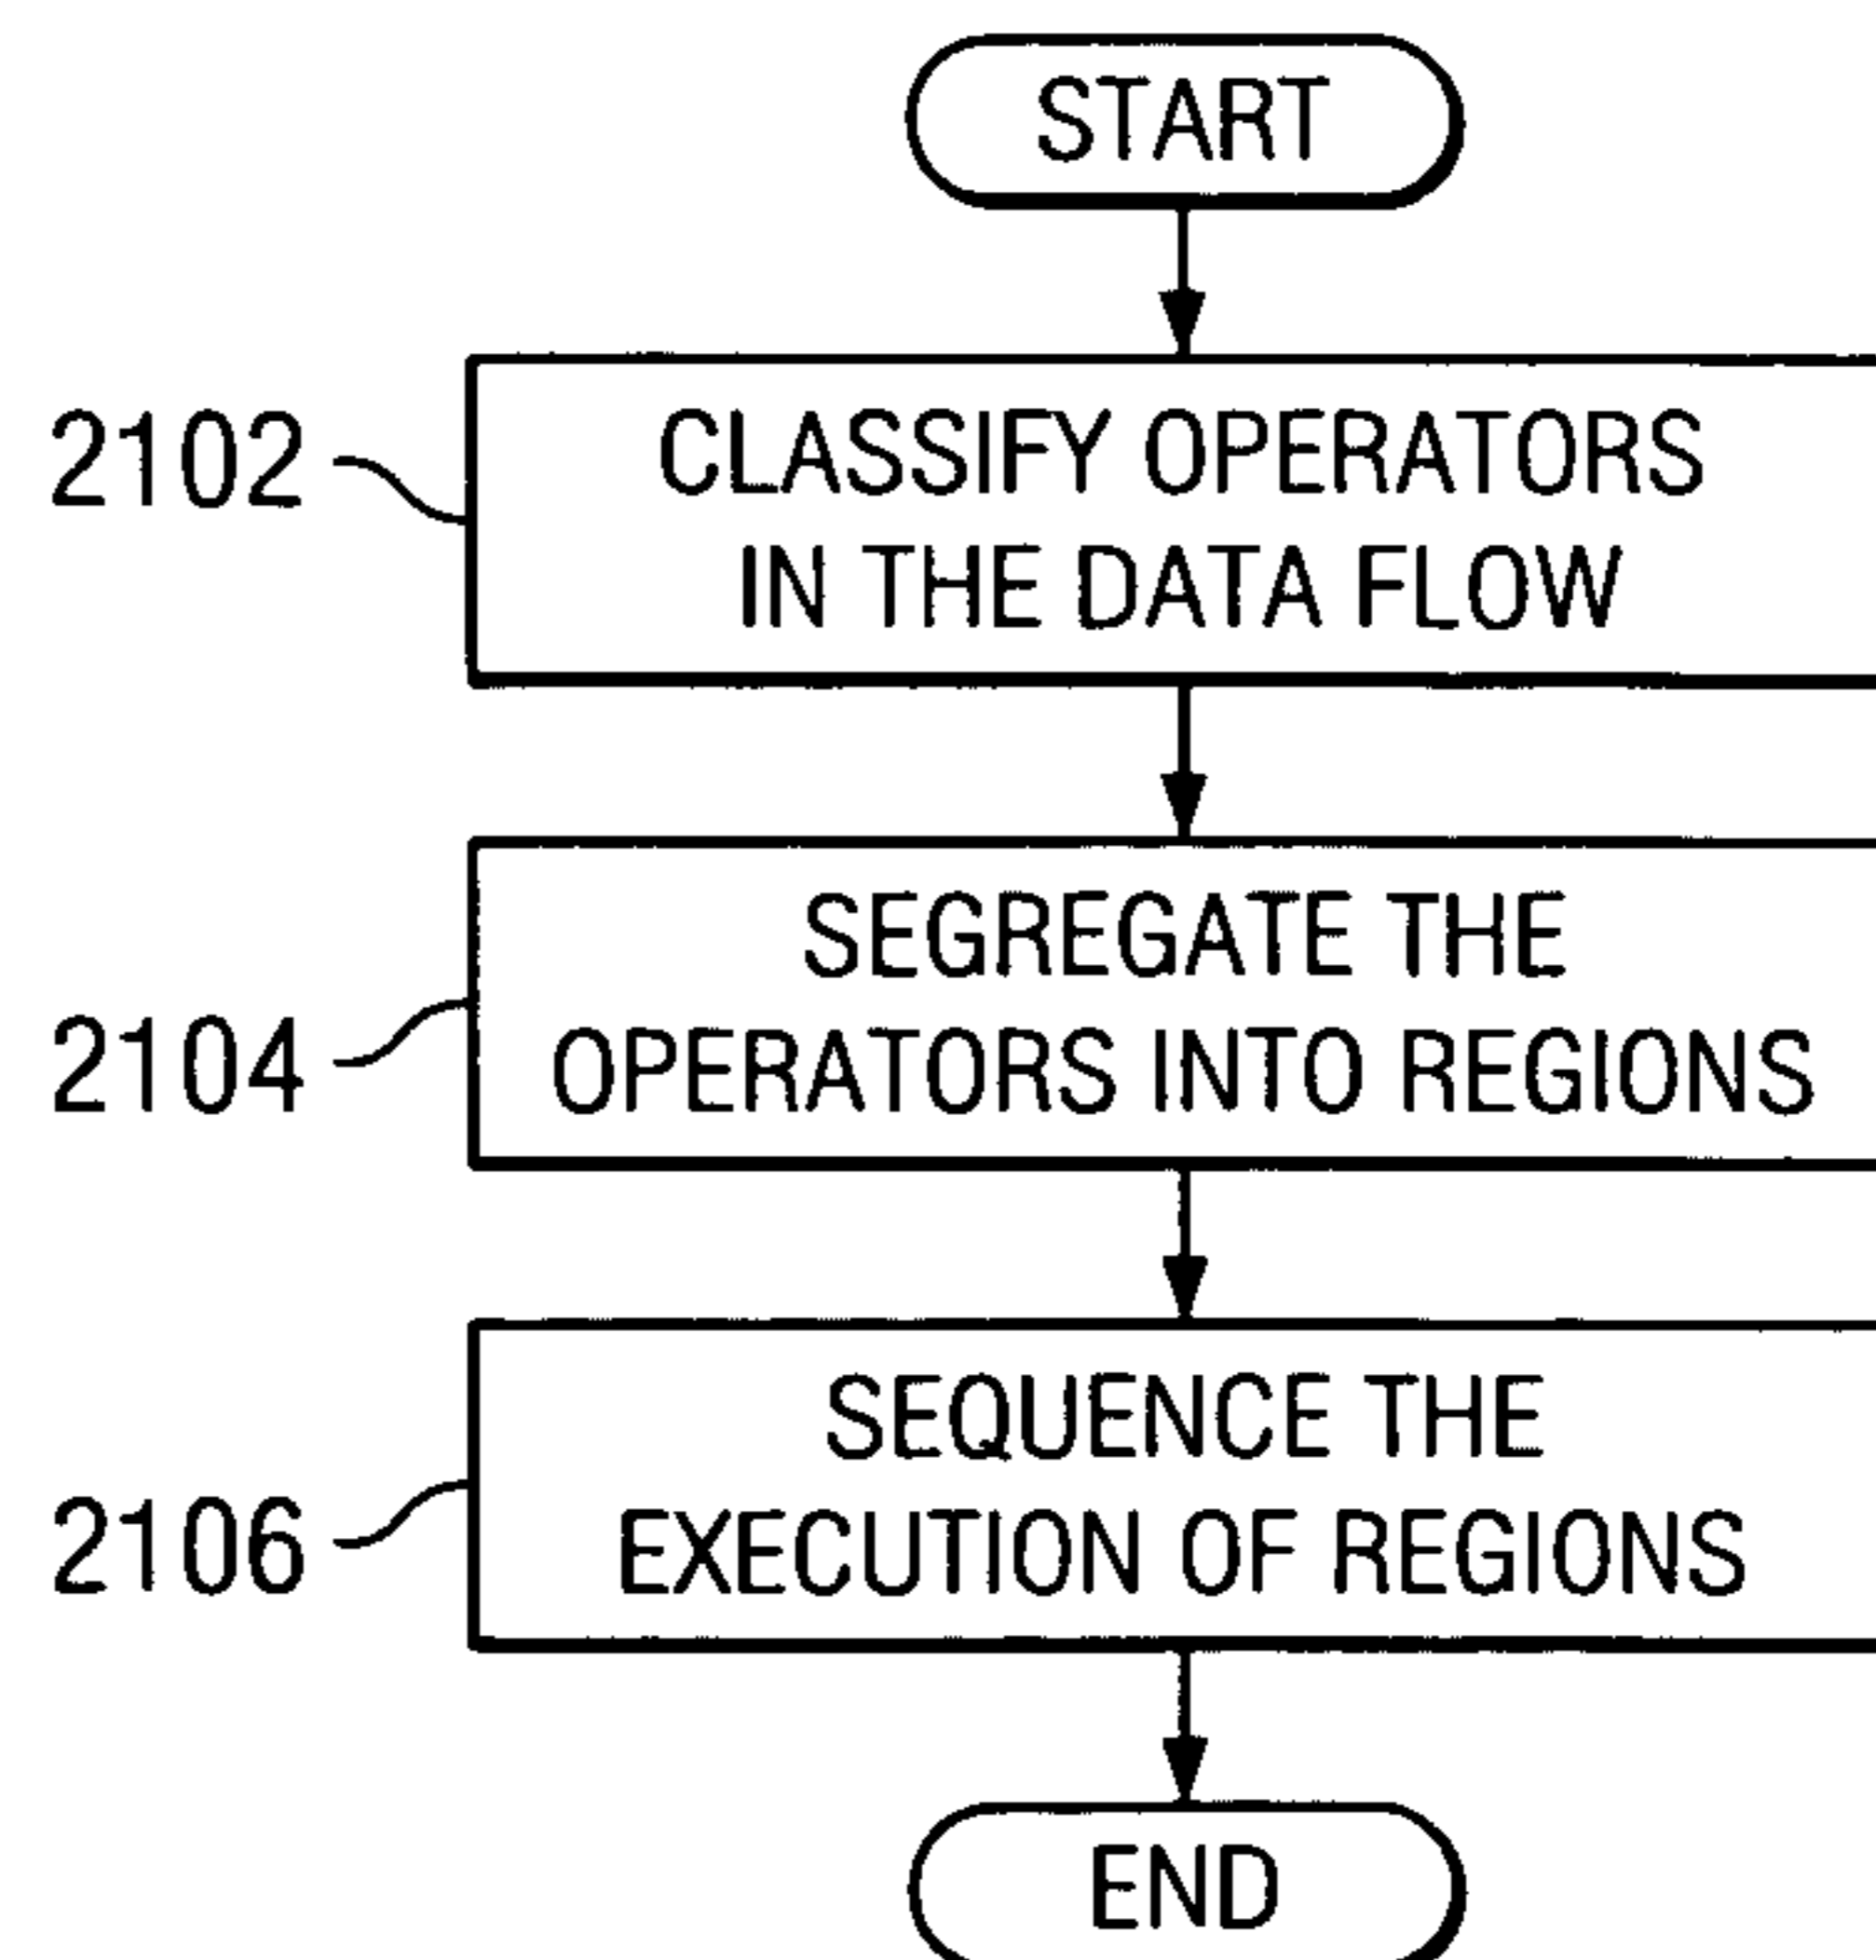 START
2102
CLASSIFY OPERATORS
IN THE DATA FLOW
SEGREGATE THE
2104
OPERATORS INTO REGIONS
SEQUENCE THE
2106
EXECUTION OF REGIONS
END